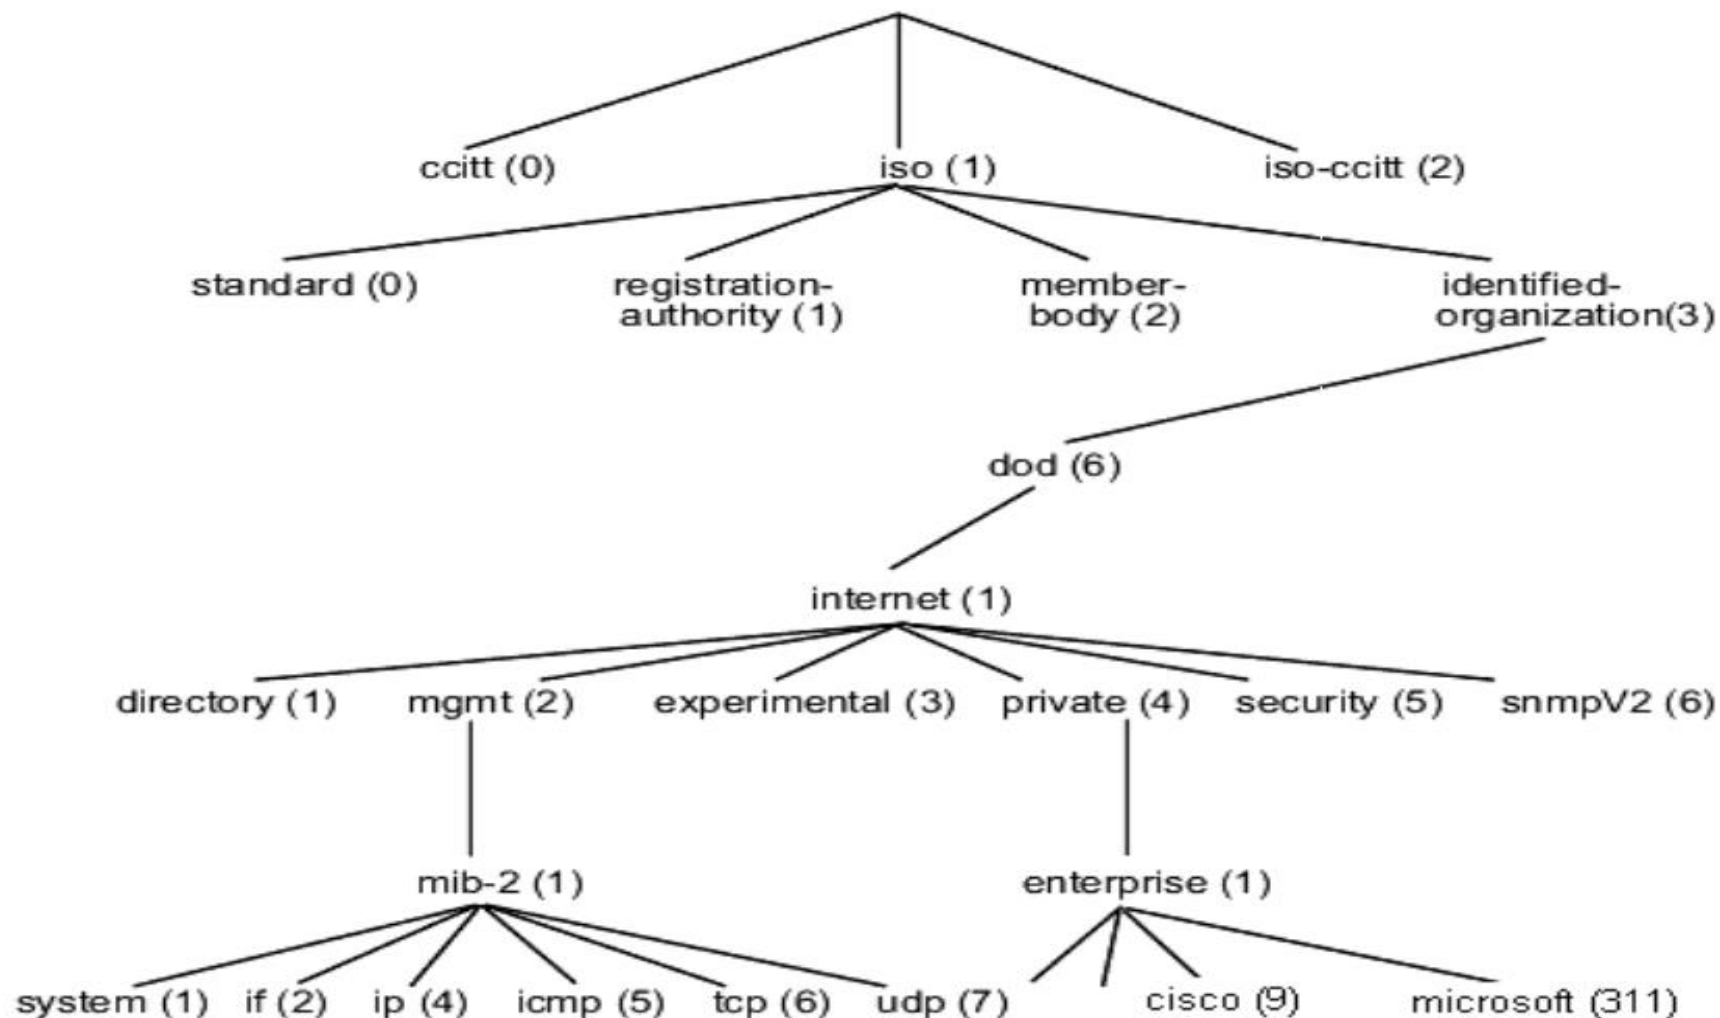 ccitt (0) iso (1) iso-ccitt (2)
standard (0) registration- member- identified-
authority (1) body (2) organization(3)
dod (6)
internet (1)
directory (1) mgmt (2) experimental (3) private (4) security (5) snmpV2 (6)
mib-2 (1) enterprise (1)
system (1) if (2) ip (4) icmp (5) tcp (6) udp (7) cisco (9) microsoft (311)